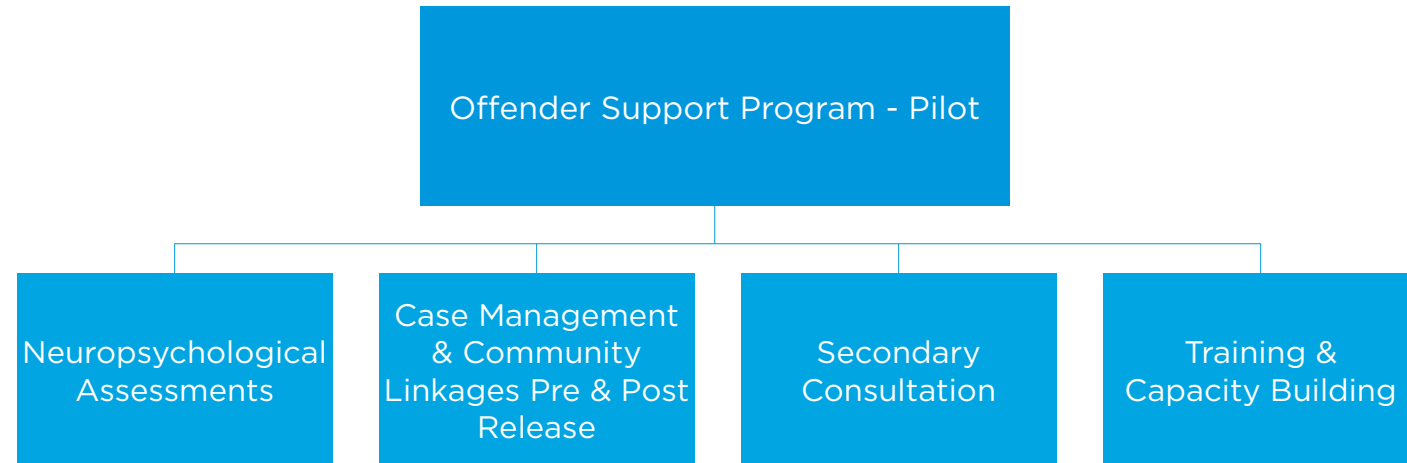 Offender Support Program - Pilot
Neuropsychological
Assessments
Case Management
& Community
Linkages Pre & Post
Release
Secondary
Consultation
Training &
Capacity Building